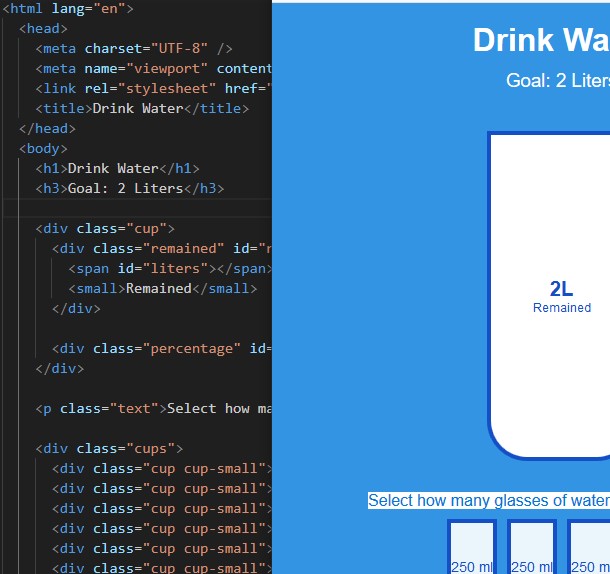 <html lang="en">
<head>
<meta charset="UTF-8" />
<meta name="viewport" content
<link rel="stylesheet" href="
<title>Drink Water</title>
</head>
<body>
<h1>Drink Water</h1>
<h3>Goal: 2 Liters</h3>
<div class="cup">
<div class="remained" id="r
<span id="liters"></span>
<small>Remained</small>
</div>
<div class="percentage" id=
</div>
<p class="text">Select how ma
<div class="cups">
<div class="cup cup-small">
<div class="cup cup-small">
<div class="cup cup-small">
<div class="cup cup-small">
<div class="cup cup-small">
<div class="cup cup-small">
Drink Wa
Goal: 2 Liters
2L
Remained
Select how many glasses of water
250 ml 250 ml 250 m